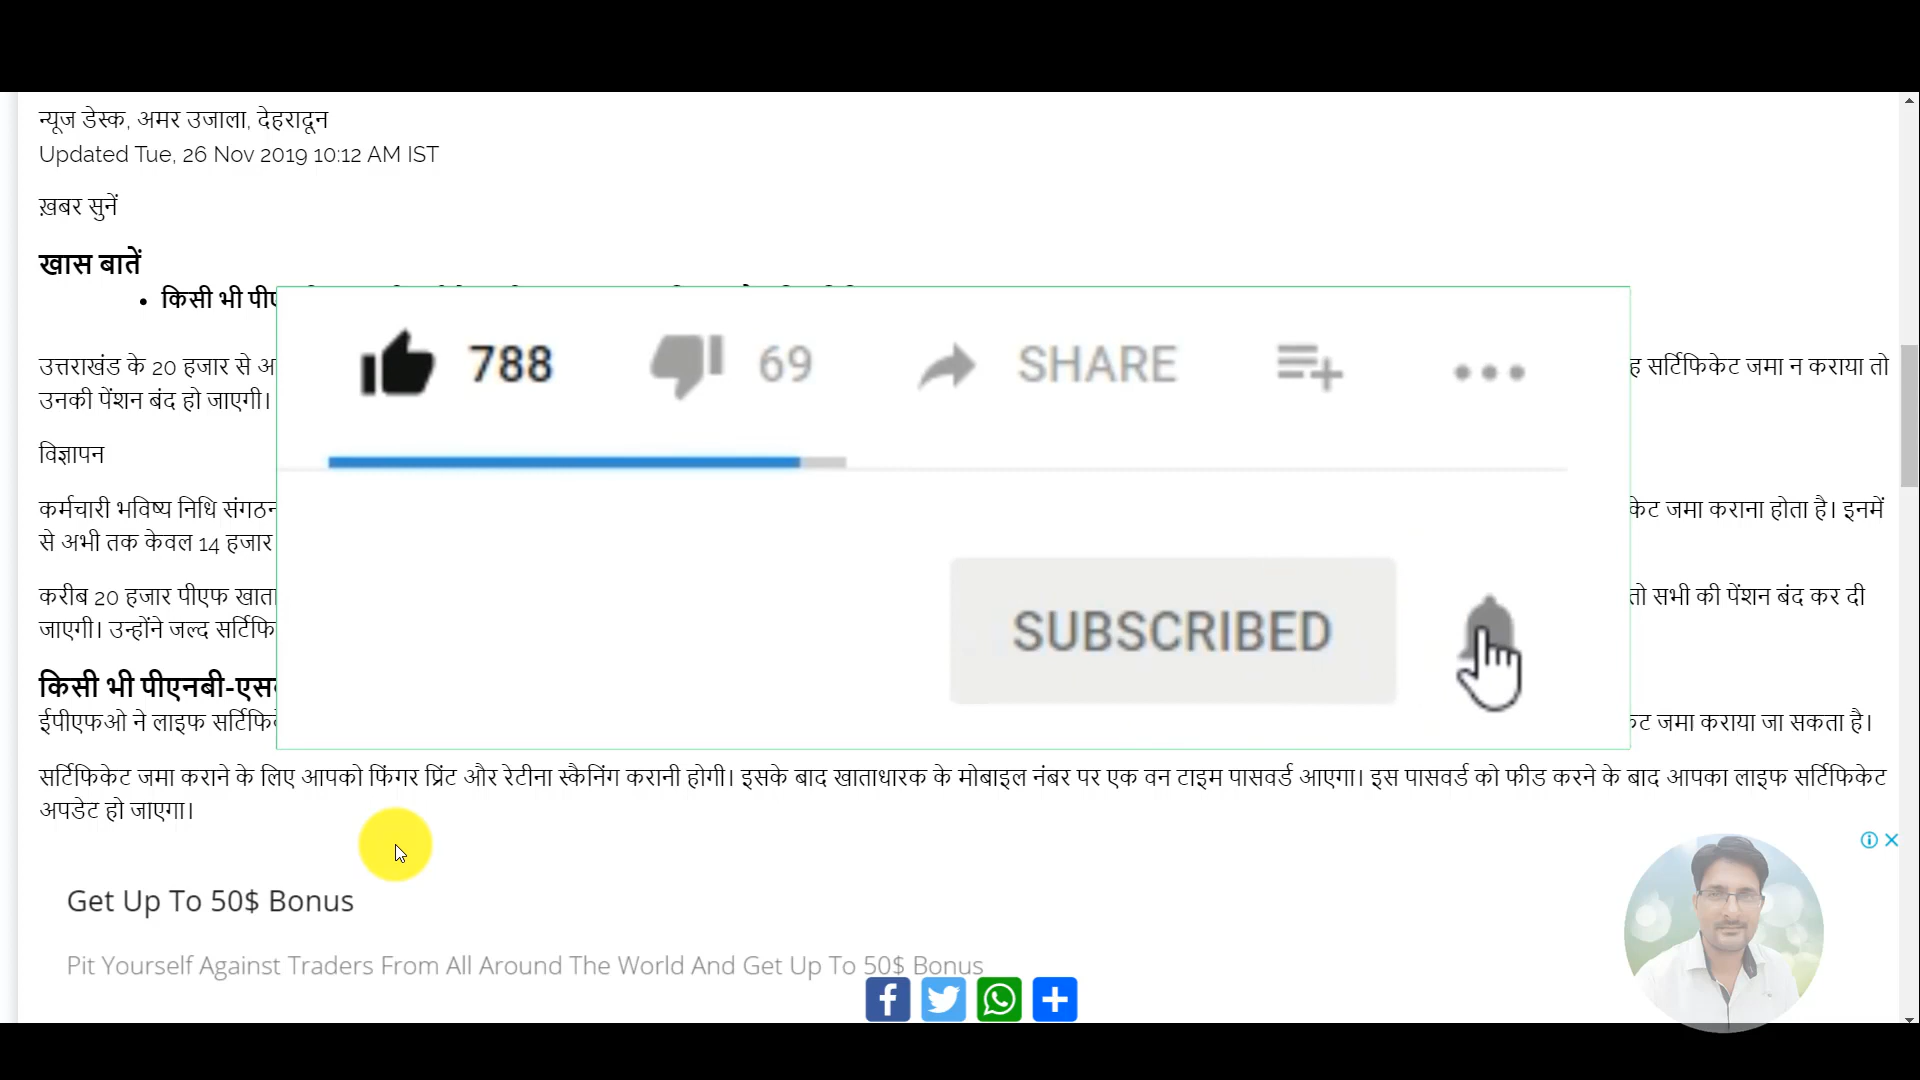 न्यूज डेस्क, अमर उजाला, देहरादून
Updated Tue, 26 Nov 2019 10:12 AM IST
ख़बर सुनें
खास बातें
• किसी भी
उत्तराखंड के 20 हजार से
सर्टिफिकेट जमा न कराया तो
उनकी पेंशन बंद हो जाएगी।
विज्ञापन
कर्मचारी भविष्य निधि
जमा कराना होता है। इनमें
से अभी तक केवल 14 हजार
करीब 20 हजार पीएफ
तो सभी की पेंशन बंद कर दी
जाएगी। उन्होंने जल्द
किसी भी
ईपीएफओ ने लाइफ
जमा कराया जा सकता है।
788 69 SHARE
SUBSCRIBED
सर्टिफिकेट जमा कराने के लिए आपको फिंगर प्रिंट और रेटीना स्कैनिंग करानी होगी। इसके बाद खाताधारक के मोबाइल नंबर पर एक वन टाइम पासवर्ड आएगा। इस पासवर्ड को फीड करने के बाद आपका लाइफ सर्टिफिकेट
अपडेट हो जाएगा।
Get Up To 50$ Bonus
Pit Yourself Against Traders From All Around The World And Get Up To 50$ Bonus